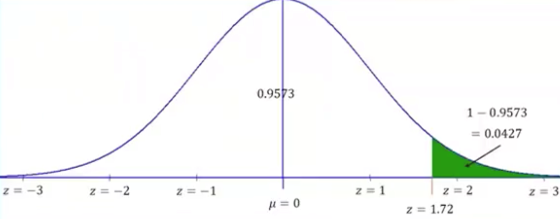 0.9573
1 − 0.9573
= 0.0427
z = −3
z = −2
z = −1
μ = 0
z = 1
z = 1.72
z = 2
z = 3